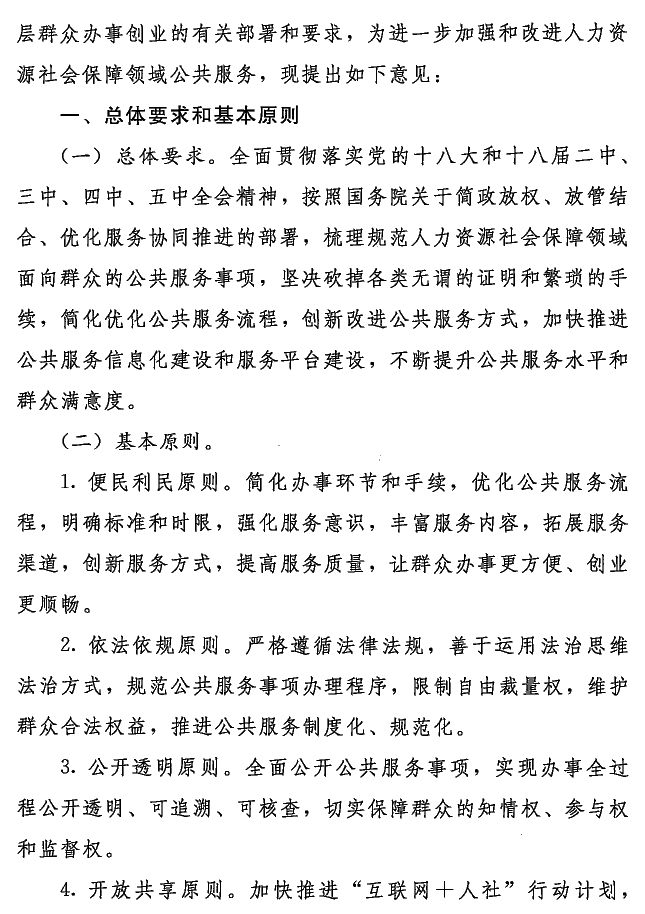 层群众办事创业的有关部署和要求，为进一步加强和改进人力资
源社会保障领域公共服务，现提出如下意见：
一、总体要求和基本原则
（一）总体要求。全面贯彻落实党的十八大和十八届二中、
三中、四中、五中全会精神，按照国务院关于简政放权、放管结
合、优化服务协同推进的部署，梳理规范人力资源社会保障领域
面向群众的公共服务事项，坚决砍掉各类无谓的证明和繁琐的手
续，简化优化公共服务流程，创新改进公共服务方式，加快推进
公共服务信息化建设和服务平台建设，不断提升公共服务水平和
群众满意度。
（二）基本原则。
1. 便民利民原则。简化办事环节和手续，优化公共服务流
程，明确标准和时限，强化服务意识，丰富服务内容，拓展服务
渠道，创新服务方式，提高服务质量，让群众办事更方便、创业
更顺畅。
2. 依法依规原则。严格遵循法律法规，善于运用法治思维
法治方式，规范公共服务事项办理程序，限制自由裁量权，维护
群众合法权益，推进公共服务制度化、规范化。
3. 公开透明原则。全面公开公共服务事项，实现办事全过
程公开透明、可追溯、可核查，切实保障群众的知情权、参与权
和监督权。
4. 开放共享原则。加快推进“互联网＋人社”行动计划，